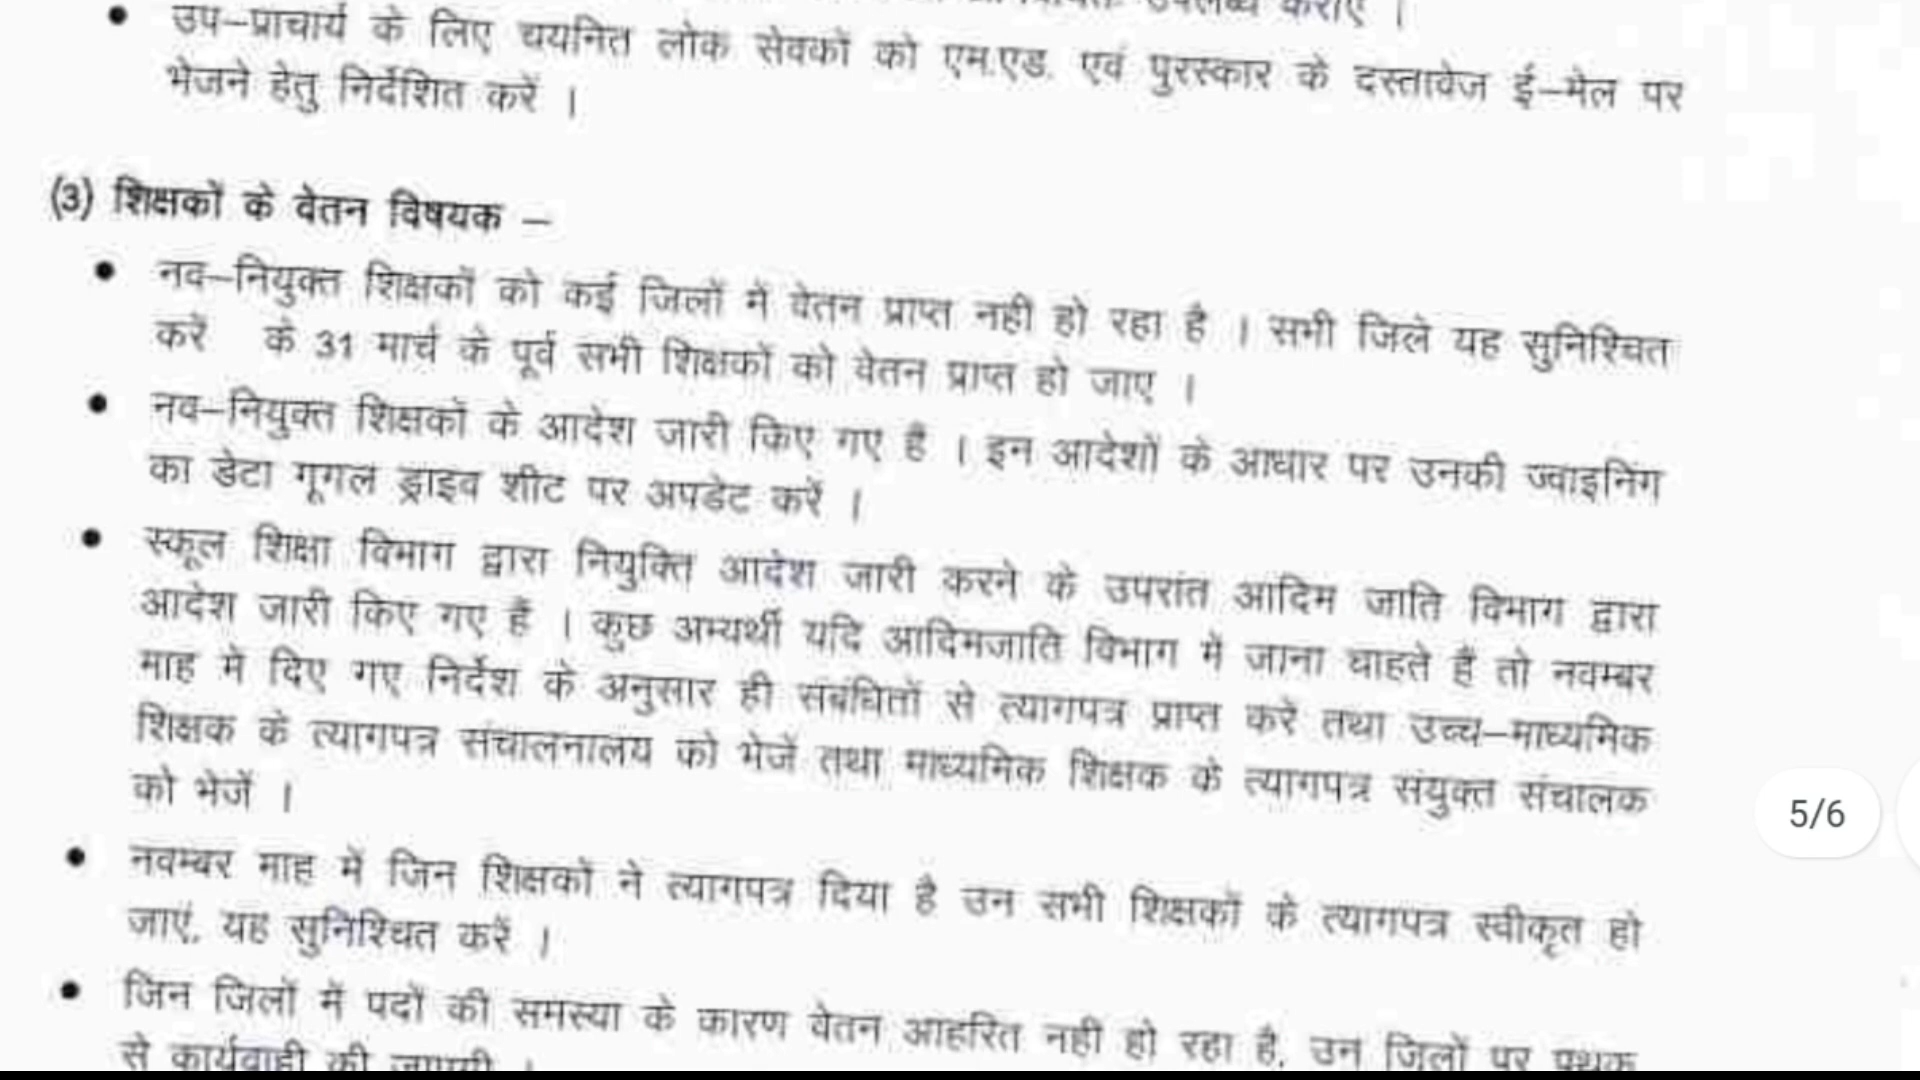 उपलब्ध कराएं ।
• उप–प्राचार्य के लिए चयनित लोक सेवकों को एम.एड. एवं पुरस्कार के दस्तावेज ई–मेल पर
भेजने हेतु निर्देशित करें ।
(3) शिक्षकों के वेतन विषयक –
• नव–नियुक्त शिक्षकों को कई जिलों में वेतन प्राप्त नही हो रहा है । सभी जिले यह सुनिश्चित
करें के 31 मार्च के पूर्व सभी शिक्षकों को वेतन प्राप्त हो जाए ।
• नव–नियुक्त शिक्षकों के आदेश जारी किए गए है । इन आदेशों के आधार पर उनकी ज्वाइनिंग
का डेटा गूगल ड्राइव शीट पर अपडेट करें ।
• स्कूल शिक्षा विभाग द्वारा नियुक्ति आदेश जारी करने के उपरांत आदिम जाति विभाग द्वारा
आदेश जारी किए गए हैं । कुछ अभ्यर्थी यदि आदिमजाति विभाग में जाना चाहते हैं तो नवम्बर
माह मे दिए गए निर्देश के अनुसार ही संबंधितों से त्यागपत्र प्राप्त करें तथा उच्च–माध्यमिक
शिक्षक के त्यागपत्र संचालनालय को भेजें तथा माध्यमिक शिक्षक के त्यागपत्र संयुक्त संचालक
को भेजें ।
• नवम्बर माह में जिन शिक्षकों ने त्यागपत्र दिया है उन सभी शिक्षकों के त्यागपत्र स्वीकृत हो
जाएं, यह सुनिश्चित करें ।
• जिन जिलों में पदों की समस्या के कारण वेतन आहरित नही हो रहा है, उन जिलों पर पृथक
से कार्यवाही की जाएगी ।
5/6